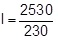 l = 2530/230